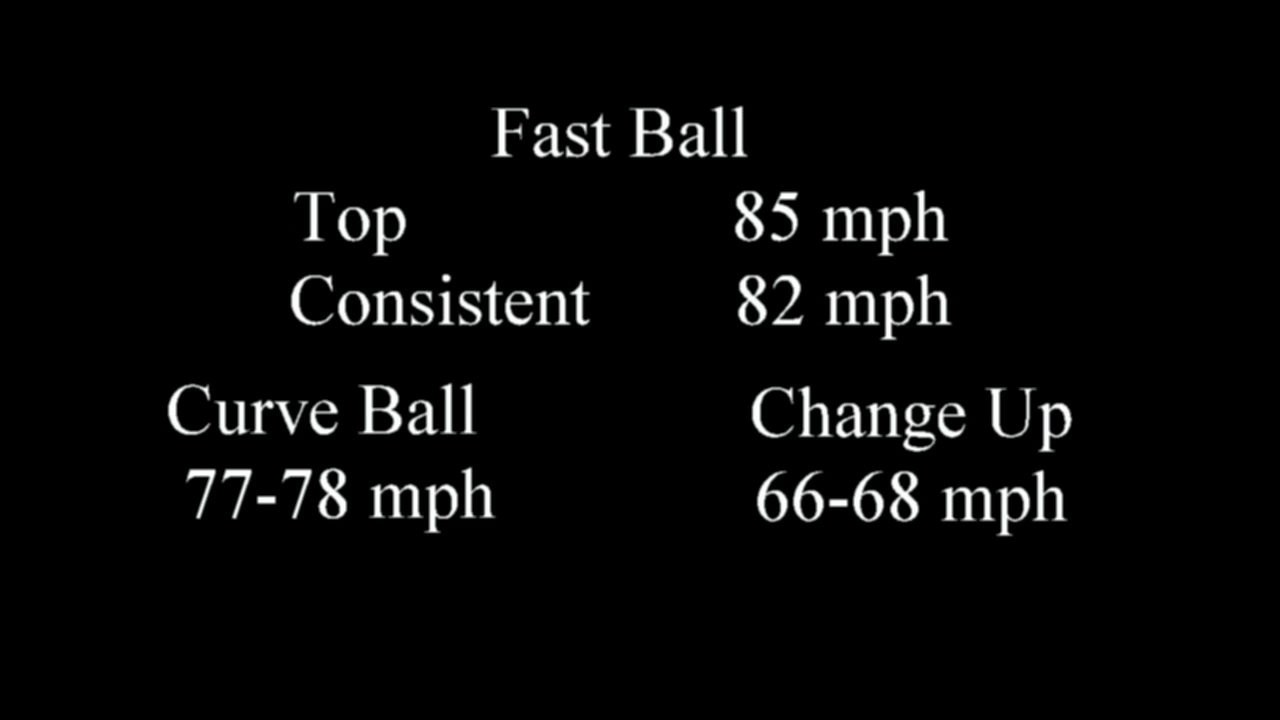 Fast Ball
Top 85 mph
Consistent 82 mph
Curve Ball Change Up
77-78 mph 66-68 mph